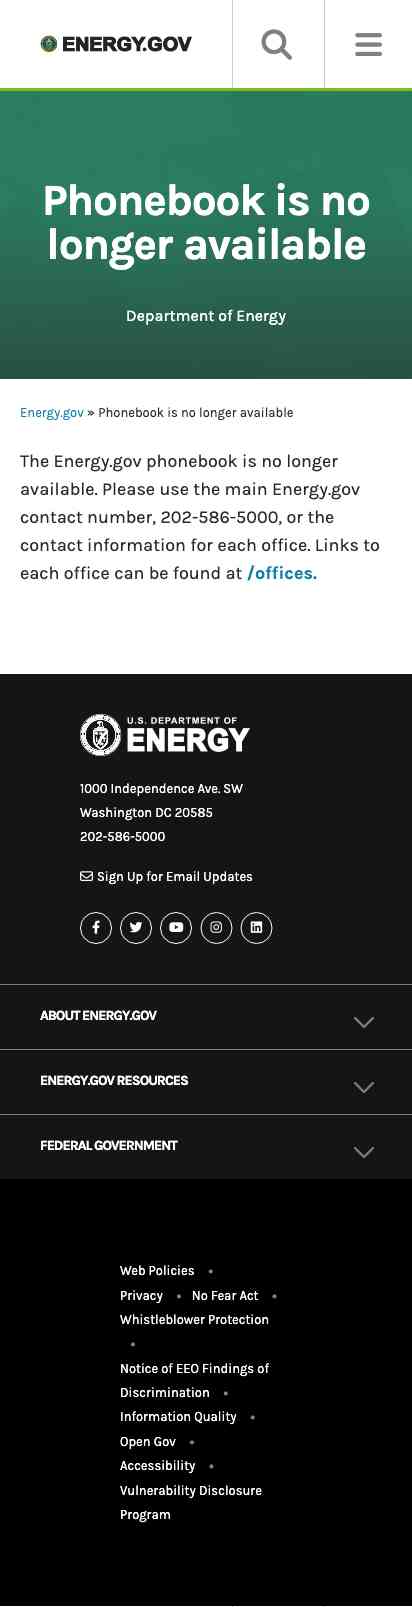 ENERGY.GOV
Phonebook is no
longer available
Department of Energy
Energy.gov » Phonebook is no longer available
The Energy.gov phonebook is no longer
available. Please use the main Energy.gov
contact number, 202-586-5000, or the
contact information for each office. Links to
each office can be found at /offices.
U.S. DEPARTMENT OF
ENERGY
1000 Independence Ave. SW
Washington DC 20585
202-586-5000
Sign Up for Email Updates
ABOUT ENERGY.GOV
ENERGY.GOV RESOURCES
FEDERAL GOVERNMENT
Web Policies •
Privacy • No Fear Act •
Whistleblower Protection
•
Notice of EEO Findings of
Discrimination •
Information Quality •
Open Gov •
Accessibility •
Vulnerability Disclosure
Program